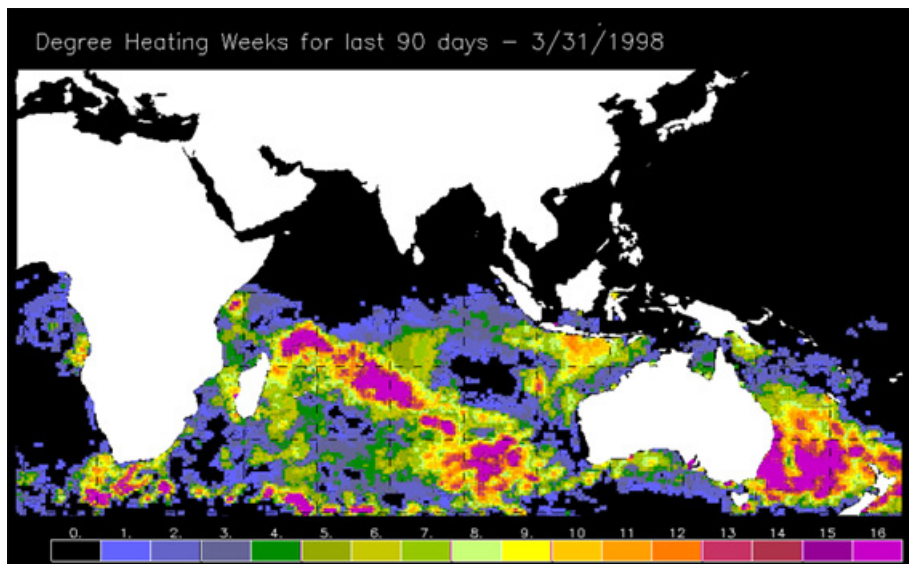 Degree Heating Weeks for last 90 days - 3/31/1998
0. 1. 2. 3. 4. 5. 6. 7. 8. 9. 10 11 12 13 14 15 16